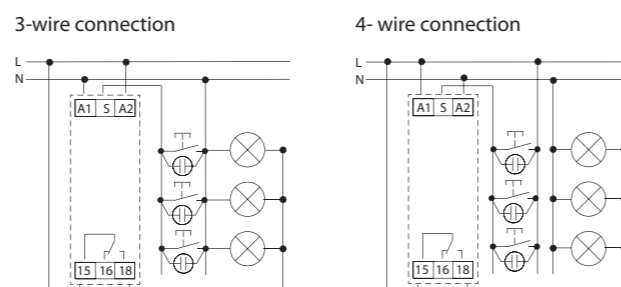 3-wire connection
L
N
A1 S A2
15 16 18
4- wire connection
L
N
A1 S A2
15 16 18